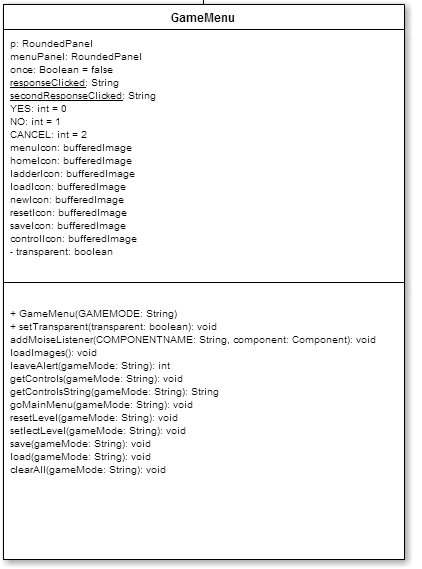 GameMenu
p: RoundedPanel
menuPanel: RoundedPanel
once: Boolean = false
responseClicked: String
secondResponseClicked: String
YES: int = 0
NO: int = 1
CANCEL: int = 2
menuIcon: bufferedImage
homeIcon: bufferedImage
ladderIcon: bufferedImage
loadIcon: bufferedImage
newIcon: bufferedImage
resetIcon: bufferedImage
saveIcon: bufferedImage
controlIcon: bufferedImage
- transparent: boolean
+ GameMenu(GAMEMODE: String)
+ setTransparent(transparent: boolean): void
addMoiseListener(COMPONENTNAME: String, component: Component): void
loadImages(): void
leaveAlert(gameMode: String): int
getControls(gameMode: String): void
getControlsString(gameMode: String): String
goMainMenu(gameMode: String): void
resetLevel(gameMode: String): void
setlectLevel(gameMode: String): void
save(gameMode: String): void
load(gameMode: String): void
clearAll(gameMode: String): void